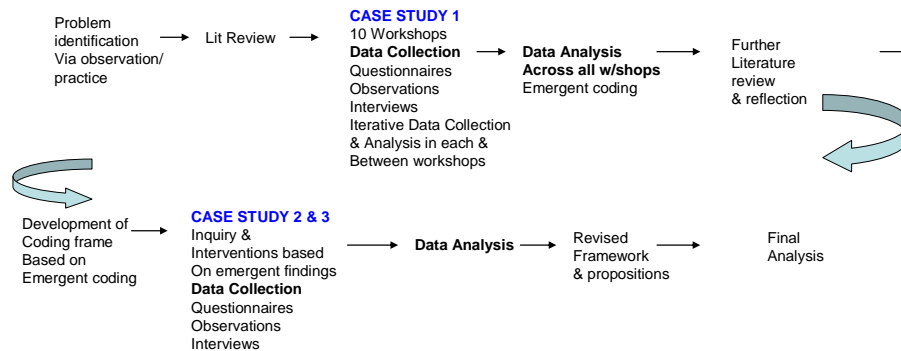 Problem
identification
Via observation/
practice
Lit Review
CASE STUDY 1
10 Workshops
Data Collection
Questionnaires
Observations
Interviews
Iterative Data Collection
& Analysis in each &
Between workshops
Data Analysis
Across all w/shops
Emergent coding
Further
Literature
review
& reflection
Development of
Coding frame
Based on
Emergent coding
CASE STUDY 2 & 3
Inquiry &
Interventions based
On emergent findings
Data Collection
Questionnaires
Observations
Interviews
Data Analysis
Revised
Framework
& propositions
Final
Analysis